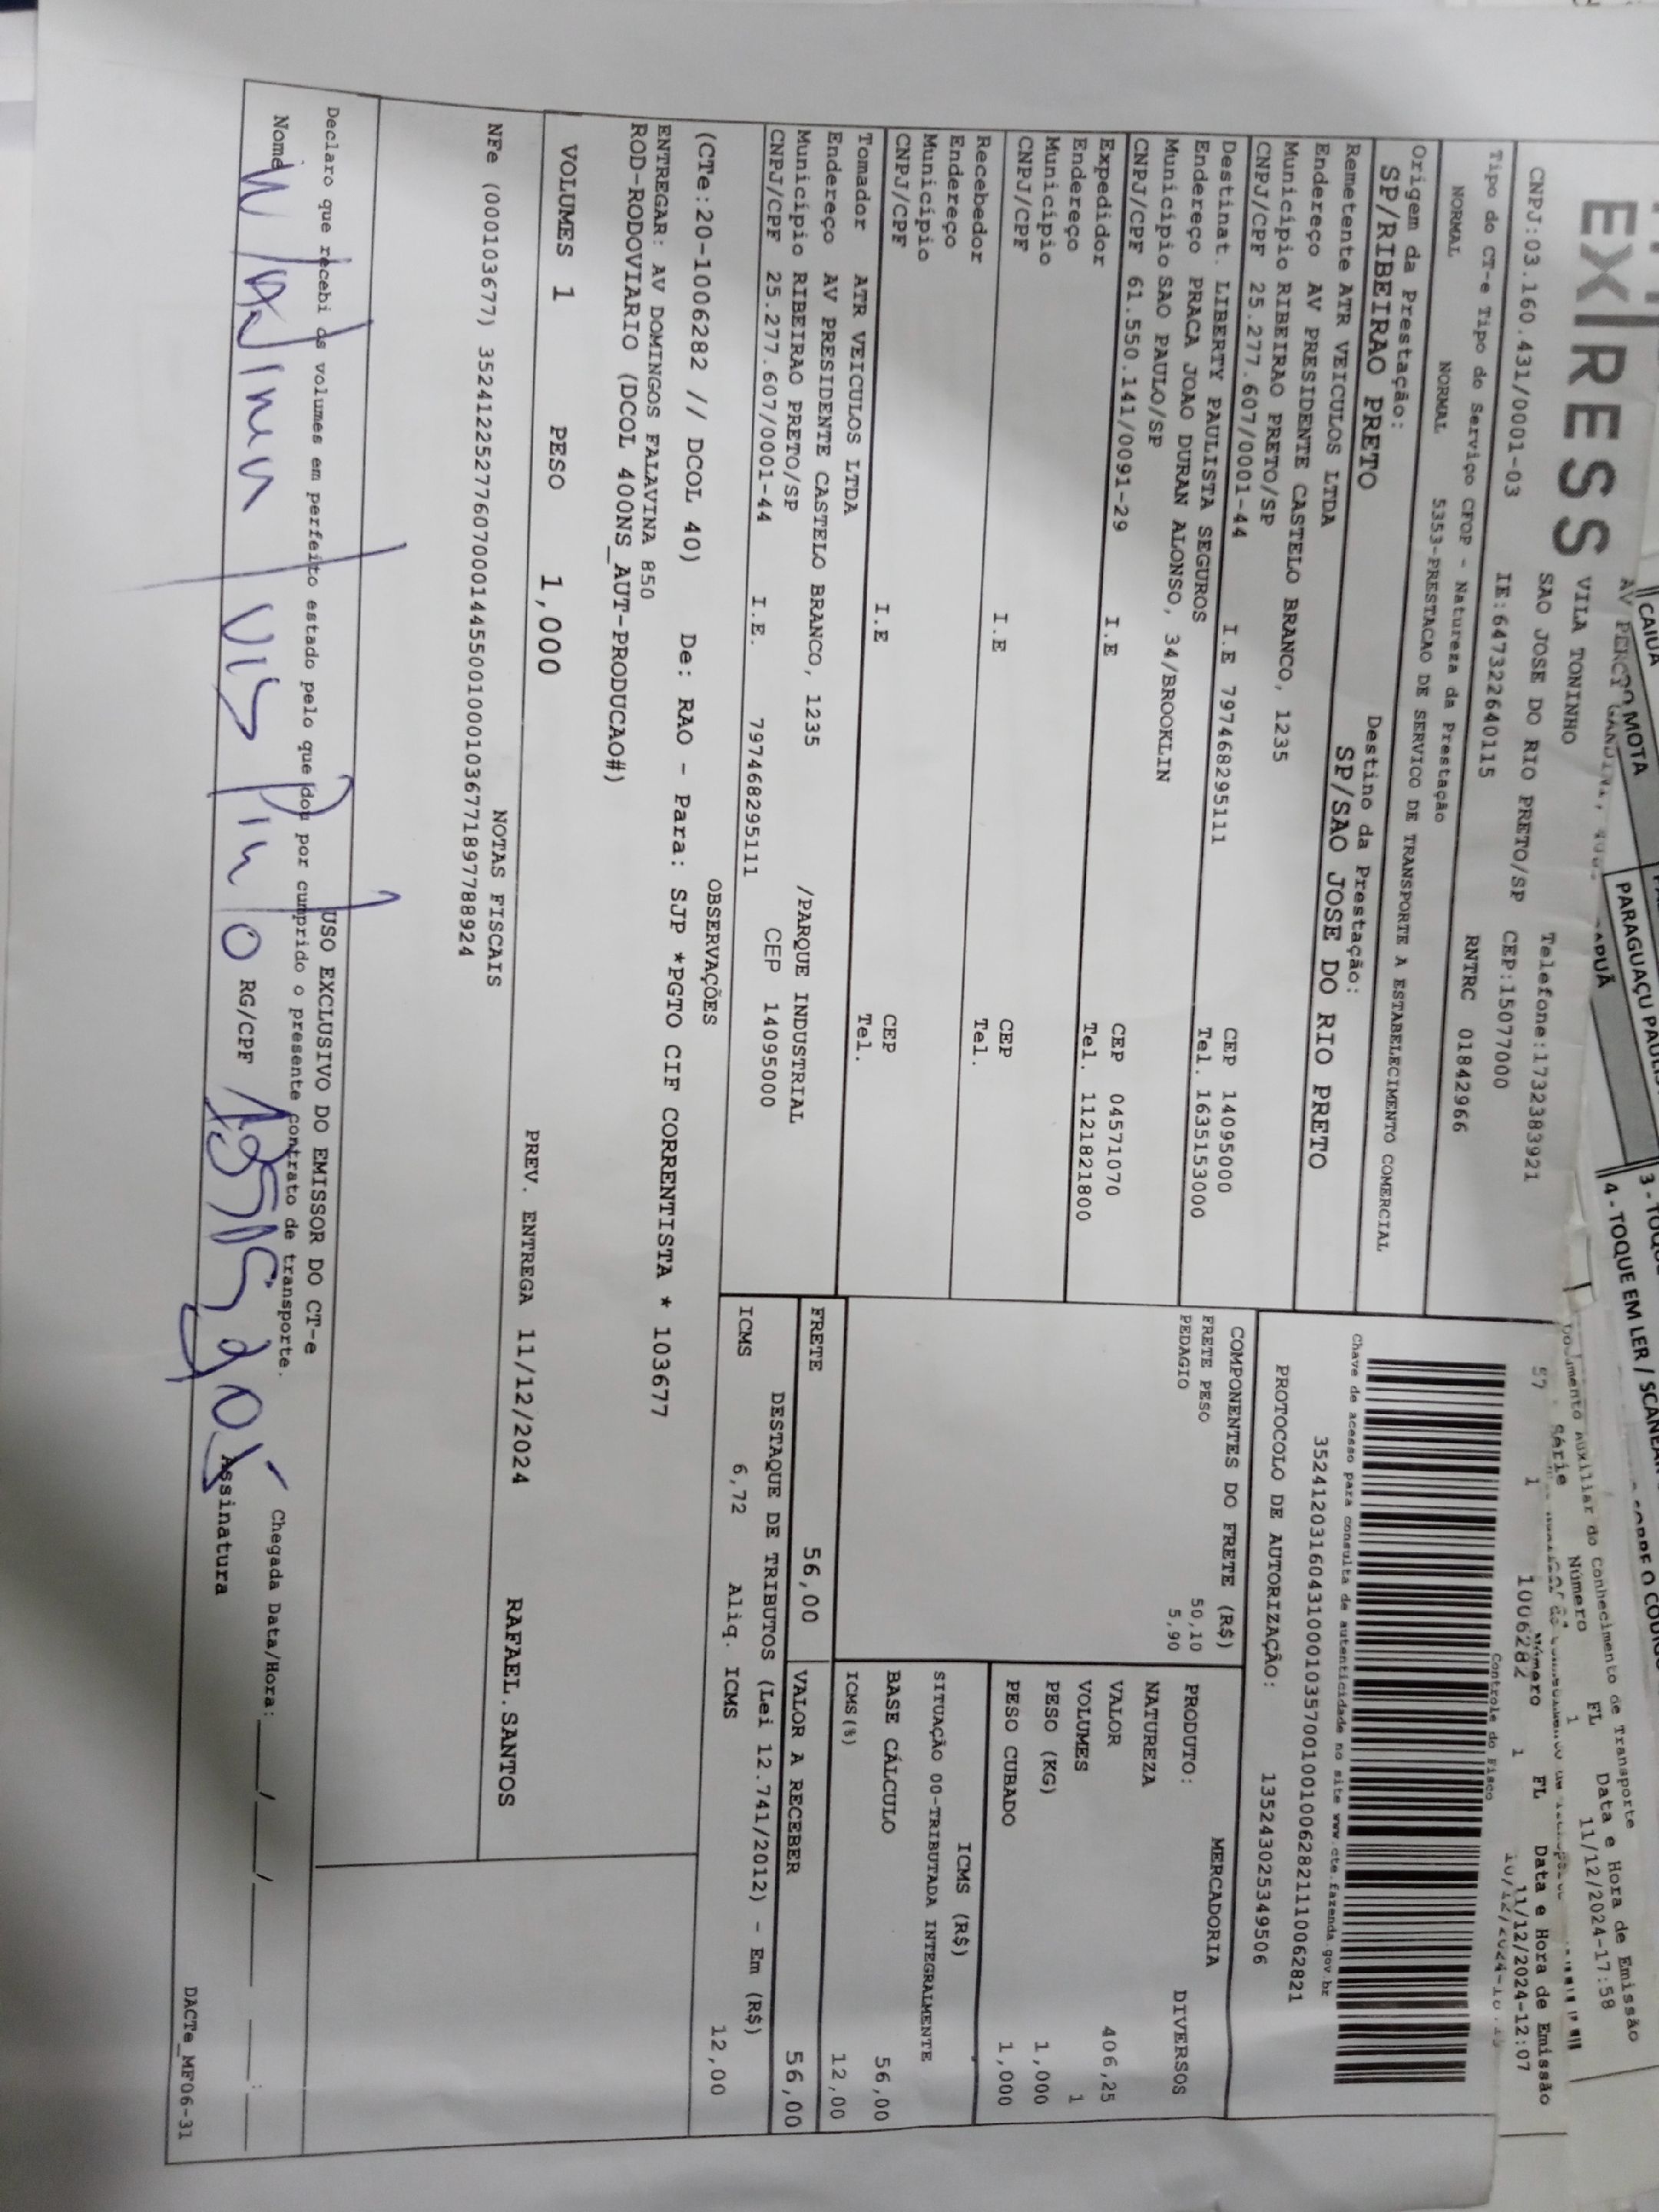 CAIUA
MOTA
PARAGUAÇU
4 - TOQUE EM LER /
EXPRESS
VILA TONINHO
SAO JOSE DO RIO PRETO/SP Telefone:1732383921
CNPJ:03.160.431/0001-03 IE:647322640115 CEP:15077000
Tipo do CT-e Tipo do Serviço CFOP - Natureza da Prestação RNTRC 01842966
NORMAL NORMAL 5353-PRESTACAO DE SERVICO DE TRANSPORTE A ESTABELECIMENTO COMERCIAL
Origem da Prestação: Destino da Prestação:
SP/RIBEIRAO PRETO SP/SAO JOSE DO RIO PRETO
Remetente ATR VEICULOS LTDA
Endereço AV PRESIDENTE CASTELO BRANCO, 1235
Município RIBEIRAO PRETO/SP CEP 14095000
CNPJ/CPF 25.277.607/0001-44 I.E 797468295111 Tel. 1635153000
Destinat. LIBERTY PAULISTA SEGUROS
Endereço PRACA JOAO DURAN ALONSO, 34/BROOKLIN
Município SAO PAULO/SP CEP 04571070
CNPJ/CPF 61.550.141/0091-29 I.E Tel. 1121821800
Expedidor
Endereço
Município CEP
CNPJ/CPF I.E Tel.
Recebedor
Endereço
Município CEP
CNPJ/CPF I.E Tel.
Tomador ATR VEICULOS LTDA
Endereço AV PRESIDENTE CASTELO BRANCO, 1235 /PARQUE INDUSTRIAL
Município RIBEIRAO PRETO/SP CEP 14095000
CNPJ/CPF 25.277.607/0001-44 I.E. 797468295111
Documento Auxiliar do Conhecimento de Transporte
Número FL Data e Hora de Emissão
1 11/12/2024-17:58
Série Número FL Data e Hora de Emissão
57 1 1006282 1 11/12/2024-12:07
Controle do Fisco
Chave de acesso para consulta de autenticidade no site www.cte.fazenda.gov.br
35241203160431000103570010010062821110062821
PROTOCOLO DE AUTORIZAÇÃO: 135243025349506
COMPONENTES DO FRETE (R$)
FRETE PESO 50,10
PEDAGIO 5,90
MERCADORIA
PRODUTO: DIVERSOS
NATUREZA
VALOR 406,25
VOLUMES 1
PESO (KG) 1,000
PESO CUBADO 1,000
ICMS (R$)
SITUAÇÃO 00-TRIBUTADA INTEGRALMENTE
BASE CÁLCULO 56,00
ICMS(%) 12,00
FRETE 56,00 VALOR A RECEBER 56,00
DESTAQUE DE TRIBUTOS (Lei 12.741/2012) - Em (R$)
ICMS 6,72 Aliq. ICMS 12,00
OBSERVAÇÕES
(CTe:20-1006282 // DCOL 40) De: RAO - Para: SJP *PGTO CIF CORRENTISTA * 103677
ENTREGAR: AV DOMINGOS FALAVINA 850
ROD-RODOVIARIO (DCOL 400NS_AUT-PRODUCAO#)
VOLUMES 1 PESO 1,000 PREV. ENTREGA 11/12/2024 RAFAEL.SANTOS
NOTAS FISCAIS
NFe (000103677) 35241225277607000144550010001036771897788924
USO EXCLUSIVO DO EMISSOR DO CT-e
Declaro que recebi os volumes em perfeito estado pelo que dou por cumprido o presente contrato de transporte.
Nome RG/CPF Assinatura Chegada Data/Hora:____/____/____ ____:____
DACTe_MF06-31